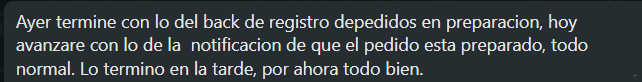 Ayer termine con lo del back de registro depedidos en preparacion, hoy
avanzare con lo de la  notificacion de que el pedido esta preparado, todo
normal. Lo termino en la tarde, por ahora todo bien.